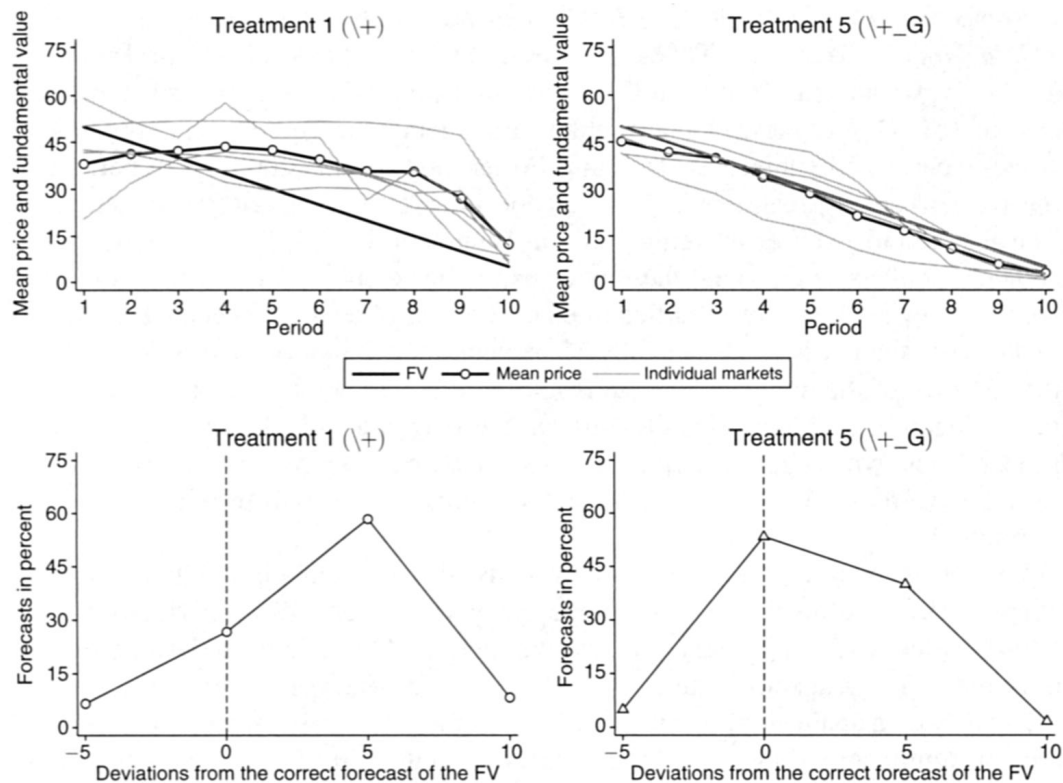 Treatment 1 (\+)
Mean price and fundamental value
75
60
45
30
15
0
1 2 3 4 5 6 7 8 9 10
Period
Treatment 5 (\+_G)
Mean price and fundamental value
75
60
45
30
15
0
1 2 3 4 5 6 7 8 9 10
Period
FV Mean price Individual markets
Treatment 1 (\+)
Forecasts in percent
75
60
45
30
15
0
−5 0 5 10
Deviations from the correct forecast of the FV
Treatment 5 (\+_G)
Forecasts in percent
75
60
45
30
15
0
−5 0 5 10
Deviations from the correct forecast of the FV